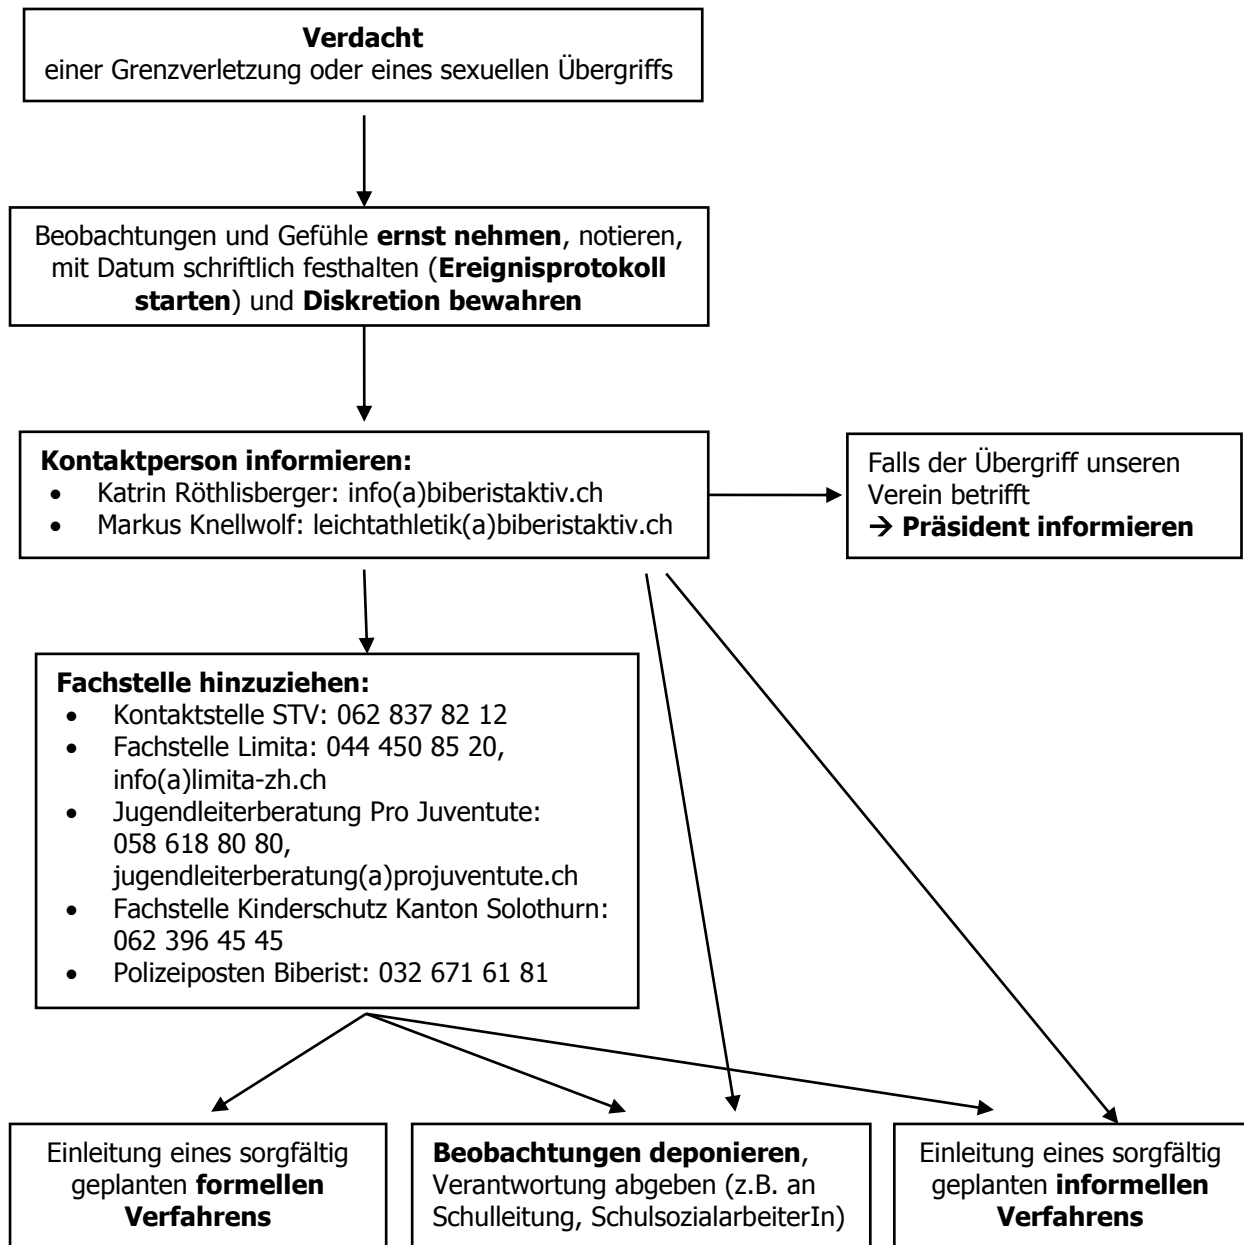 Verdacht
einer Grenzverletzung oder eines sexuellen Übergriffs
Beobachtungen und Gefühle ernst nehmen, notieren,
mit Datum schriftlich festhalten (Ereignisprotokoll
starten) und Diskretion bewahren
Kontaktperson informieren:
• Katrin Röthlisberger: info(a)biberistaktiv.ch
• Markus Knellwolf: leichtathletik(a)biberistaktiv.ch
Falls der Übergriff unseren
Verein betrifft
→ Präsident informieren
Fachstelle hinzuziehen:
• Kontaktstelle STV: 062 837 82 12
• Fachstelle Limita: 044 450 85 20,
info(a)limita-zh.ch
• Jugendleiterberatung Pro Juventute:
058 618 80 80,
jugendleiterberatung(a)projuventute.ch
• Fachstelle Kinderschutz Kanton Solothurn:
062 396 45 45
• Polizeiposten Biberist: 032 671 61 81
Einleitung eines sorgfältig
geplanten formellen
Verfahrens
Beobachtungen deponieren,
Verantwortung abgeben (z.B. an
Schulleitung, SchulsozialarbeiterIn)
Einleitung eines sorgfältig
geplanten informellen
Verfahrens